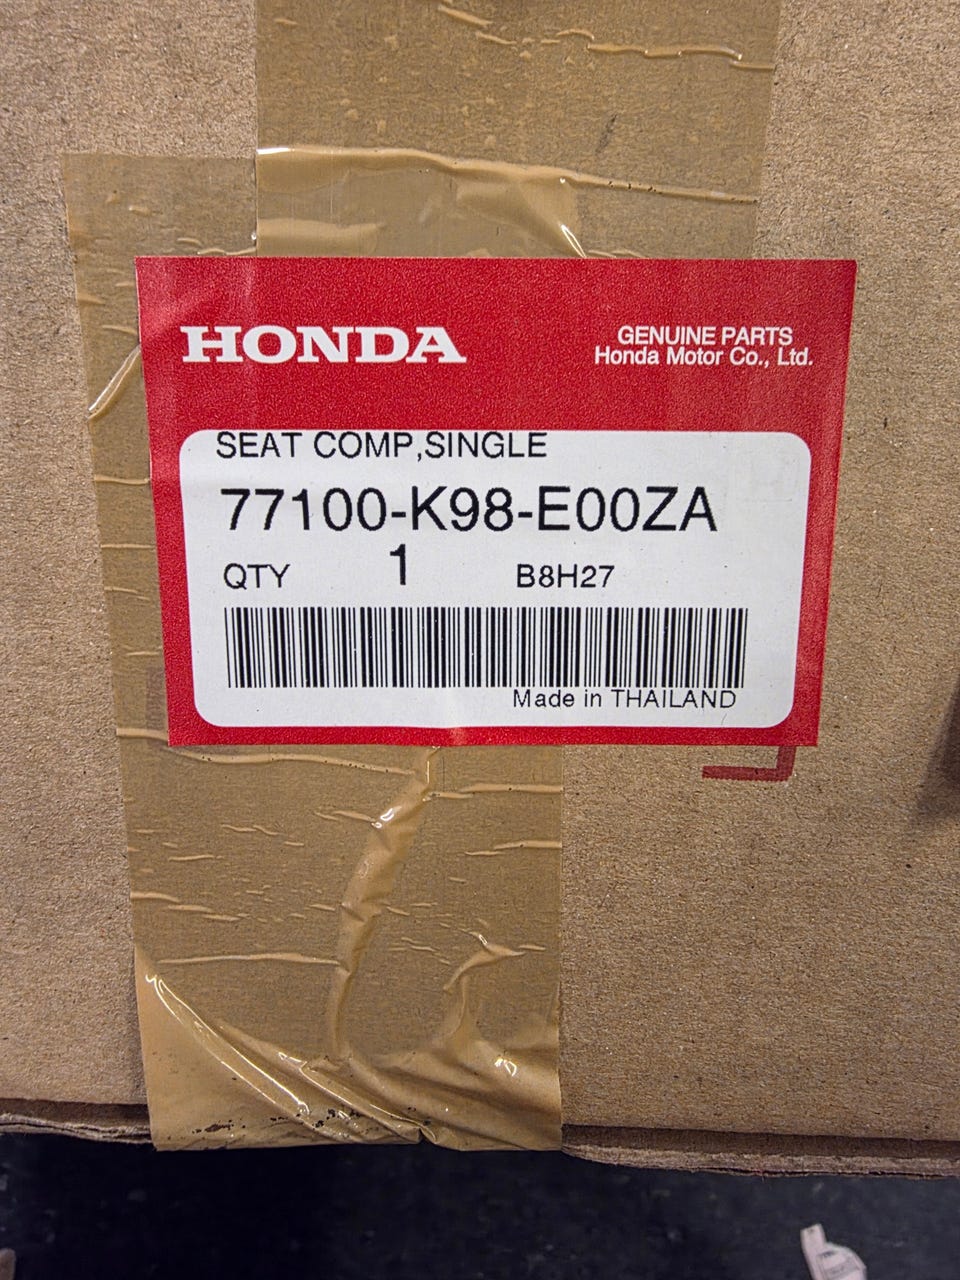 HONDA
GENUINE PARTS
Honda Motor Co., Ltd.
SEAT COMP,SINGLE
77100-K98-E00ZA
QTY 1 B8H27
Made in THAILAND